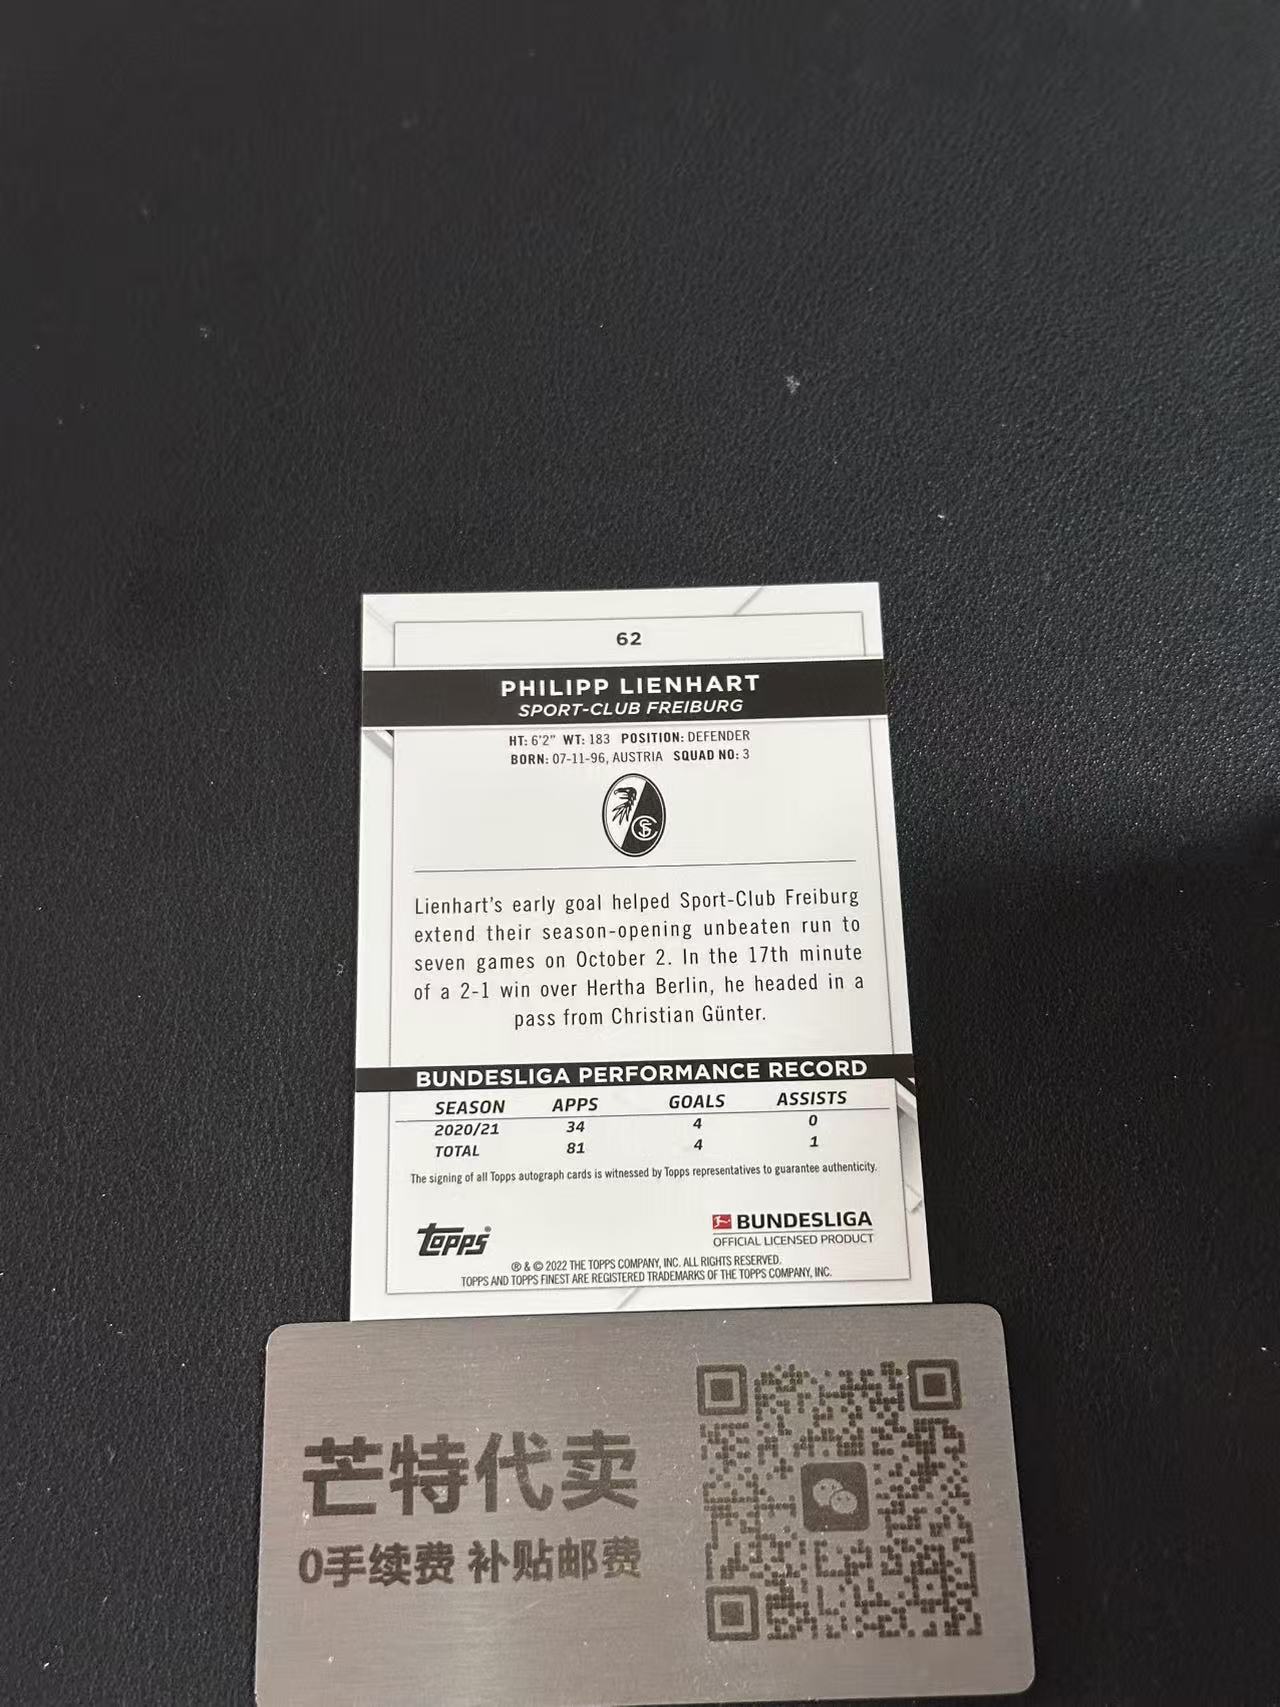 62
PHILIPP LIENHART
SPORT-CLUB FREIBURG
HT: 6'2" WT: 183 POSITION: DEFENDER
BORN: 07-11-96, AUSTRIA SQUAD NO: 3
SC
Lienhart's early goal helped Sport-Club Freiburg
extend their season-opening unbeaten run to
seven games on October 2. In the 17th minute
of a 2-1 win over Hertha Berlin, he headed in a
pass from Christian Günter.
BUNDESLIGA PERFORMANCE RECORD
SEASON APPS GOALS ASSISTS
2020/21 34 4 0
TOTAL 81 4 1
The signing of all Topps autograph cards is witnessed by Topps representatives to guarantee authenticity.
Topps®
BUNDESLIGA
OFFICIAL LICENSED PRODUCT
® & © 2022 THE TOPPS COMPANY, INC. ALL RIGHTS RESERVED.
TOPPS AND TOPPS FINEST ARE REGISTERED TRADEMARKS OF THE TOPPS COMPANY, INC.
芒特代卖
0手续费 补贴邮费